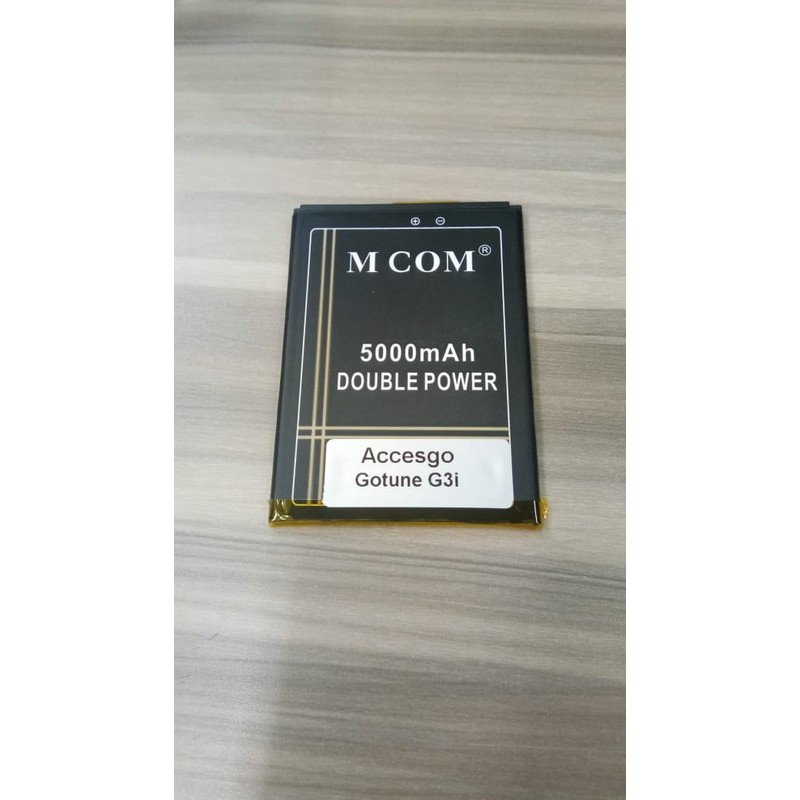 ⊕ ⊖
M COM®
5000mAh
DOUBLE POWER
Accesgo
Gotune G3i